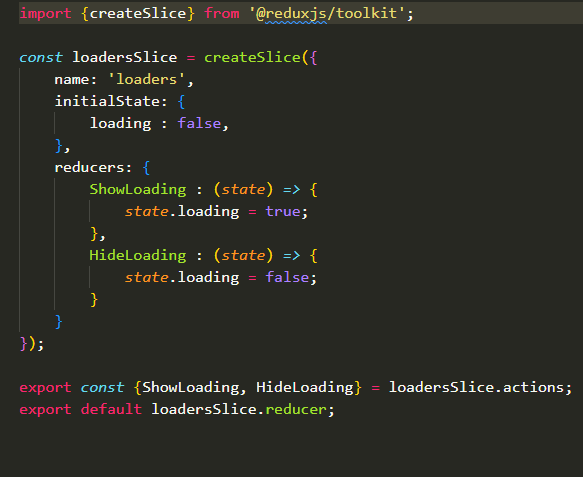 import {createSlice} from '@reduxjs/toolkit';
const loadersSlice = createSlice({
name: 'loaders',
initialState: {
loading : false,
},
reducers: {
ShowLoading : (state) => {
state.loading = true;
},
HideLoading : (state) => {
state.loading = false;
}
}
});
export const {ShowLoading, HideLoading} = loadersSlice.actions;
export default loadersSlice.reducer;